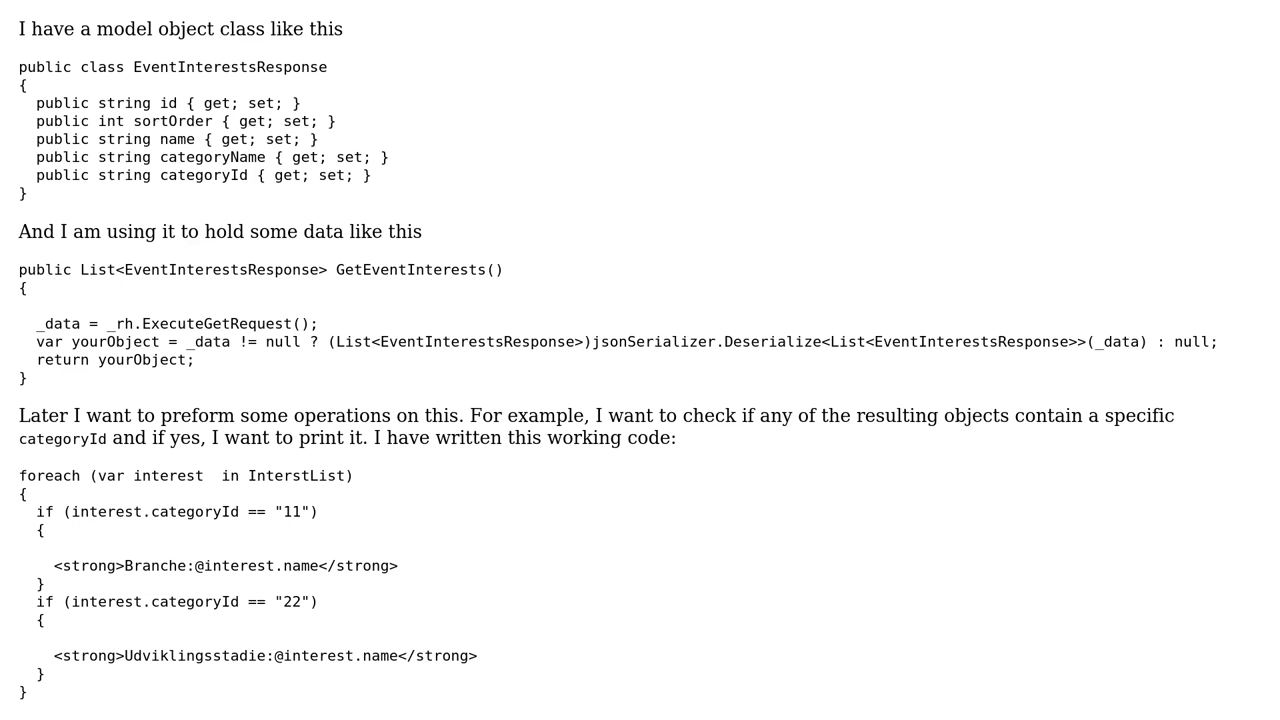 I have a model object class like this
public class EventInterestsResponse
{
  public string id { get; set; }
  public int sortOrder { get; set; }
  public string name { get; set; }
  public string categoryName { get; set; }
  public string categoryId { get; set; }
}
And I am using it to hold some data like this
public List<EventInterestsResponse> GetEventInterests()
{
  _data = _rh.ExecuteGetRequest();
  var yourObject = _data != null ? (List<EventInterestsResponse>)jsonSerializer.Deserialize<List<EventInterestsResponse>>(_data) : null;
  return yourObject;
}
Later I want to preform some operations on this. For example, I want to check if any of the resulting objects contain a specific
categoryId and if yes, I want to print it. I have written this working code:
foreach (var interest  in InterstList)
{
  if (interest.categoryId == "11")
  {
    <strong>Branche:@interest.name</strong>
  }
  if (interest.categoryId == "22")
  {
    <strong>Udviklingsstadie:@interest.name</strong>
  }
}